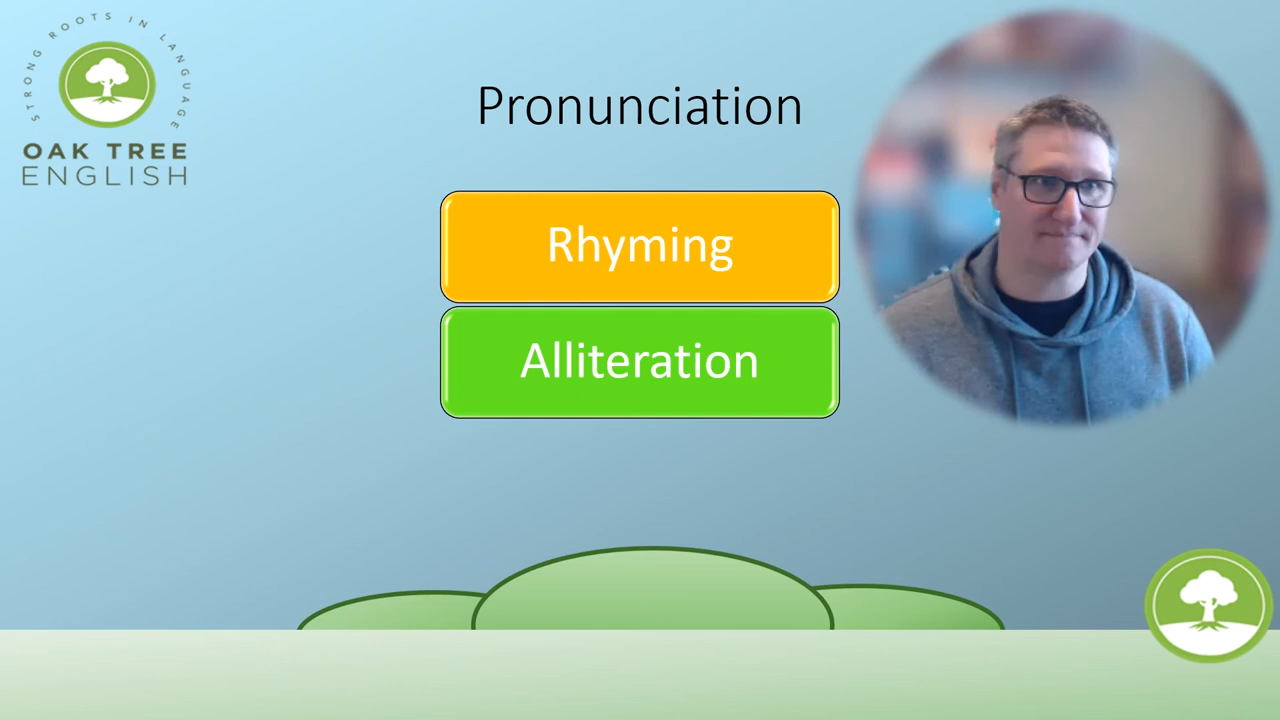 STRONG ROOTS IN LANGUAGE
OAK TREE
ENGLISH
Pronunciation
Rhyming
Alliteration